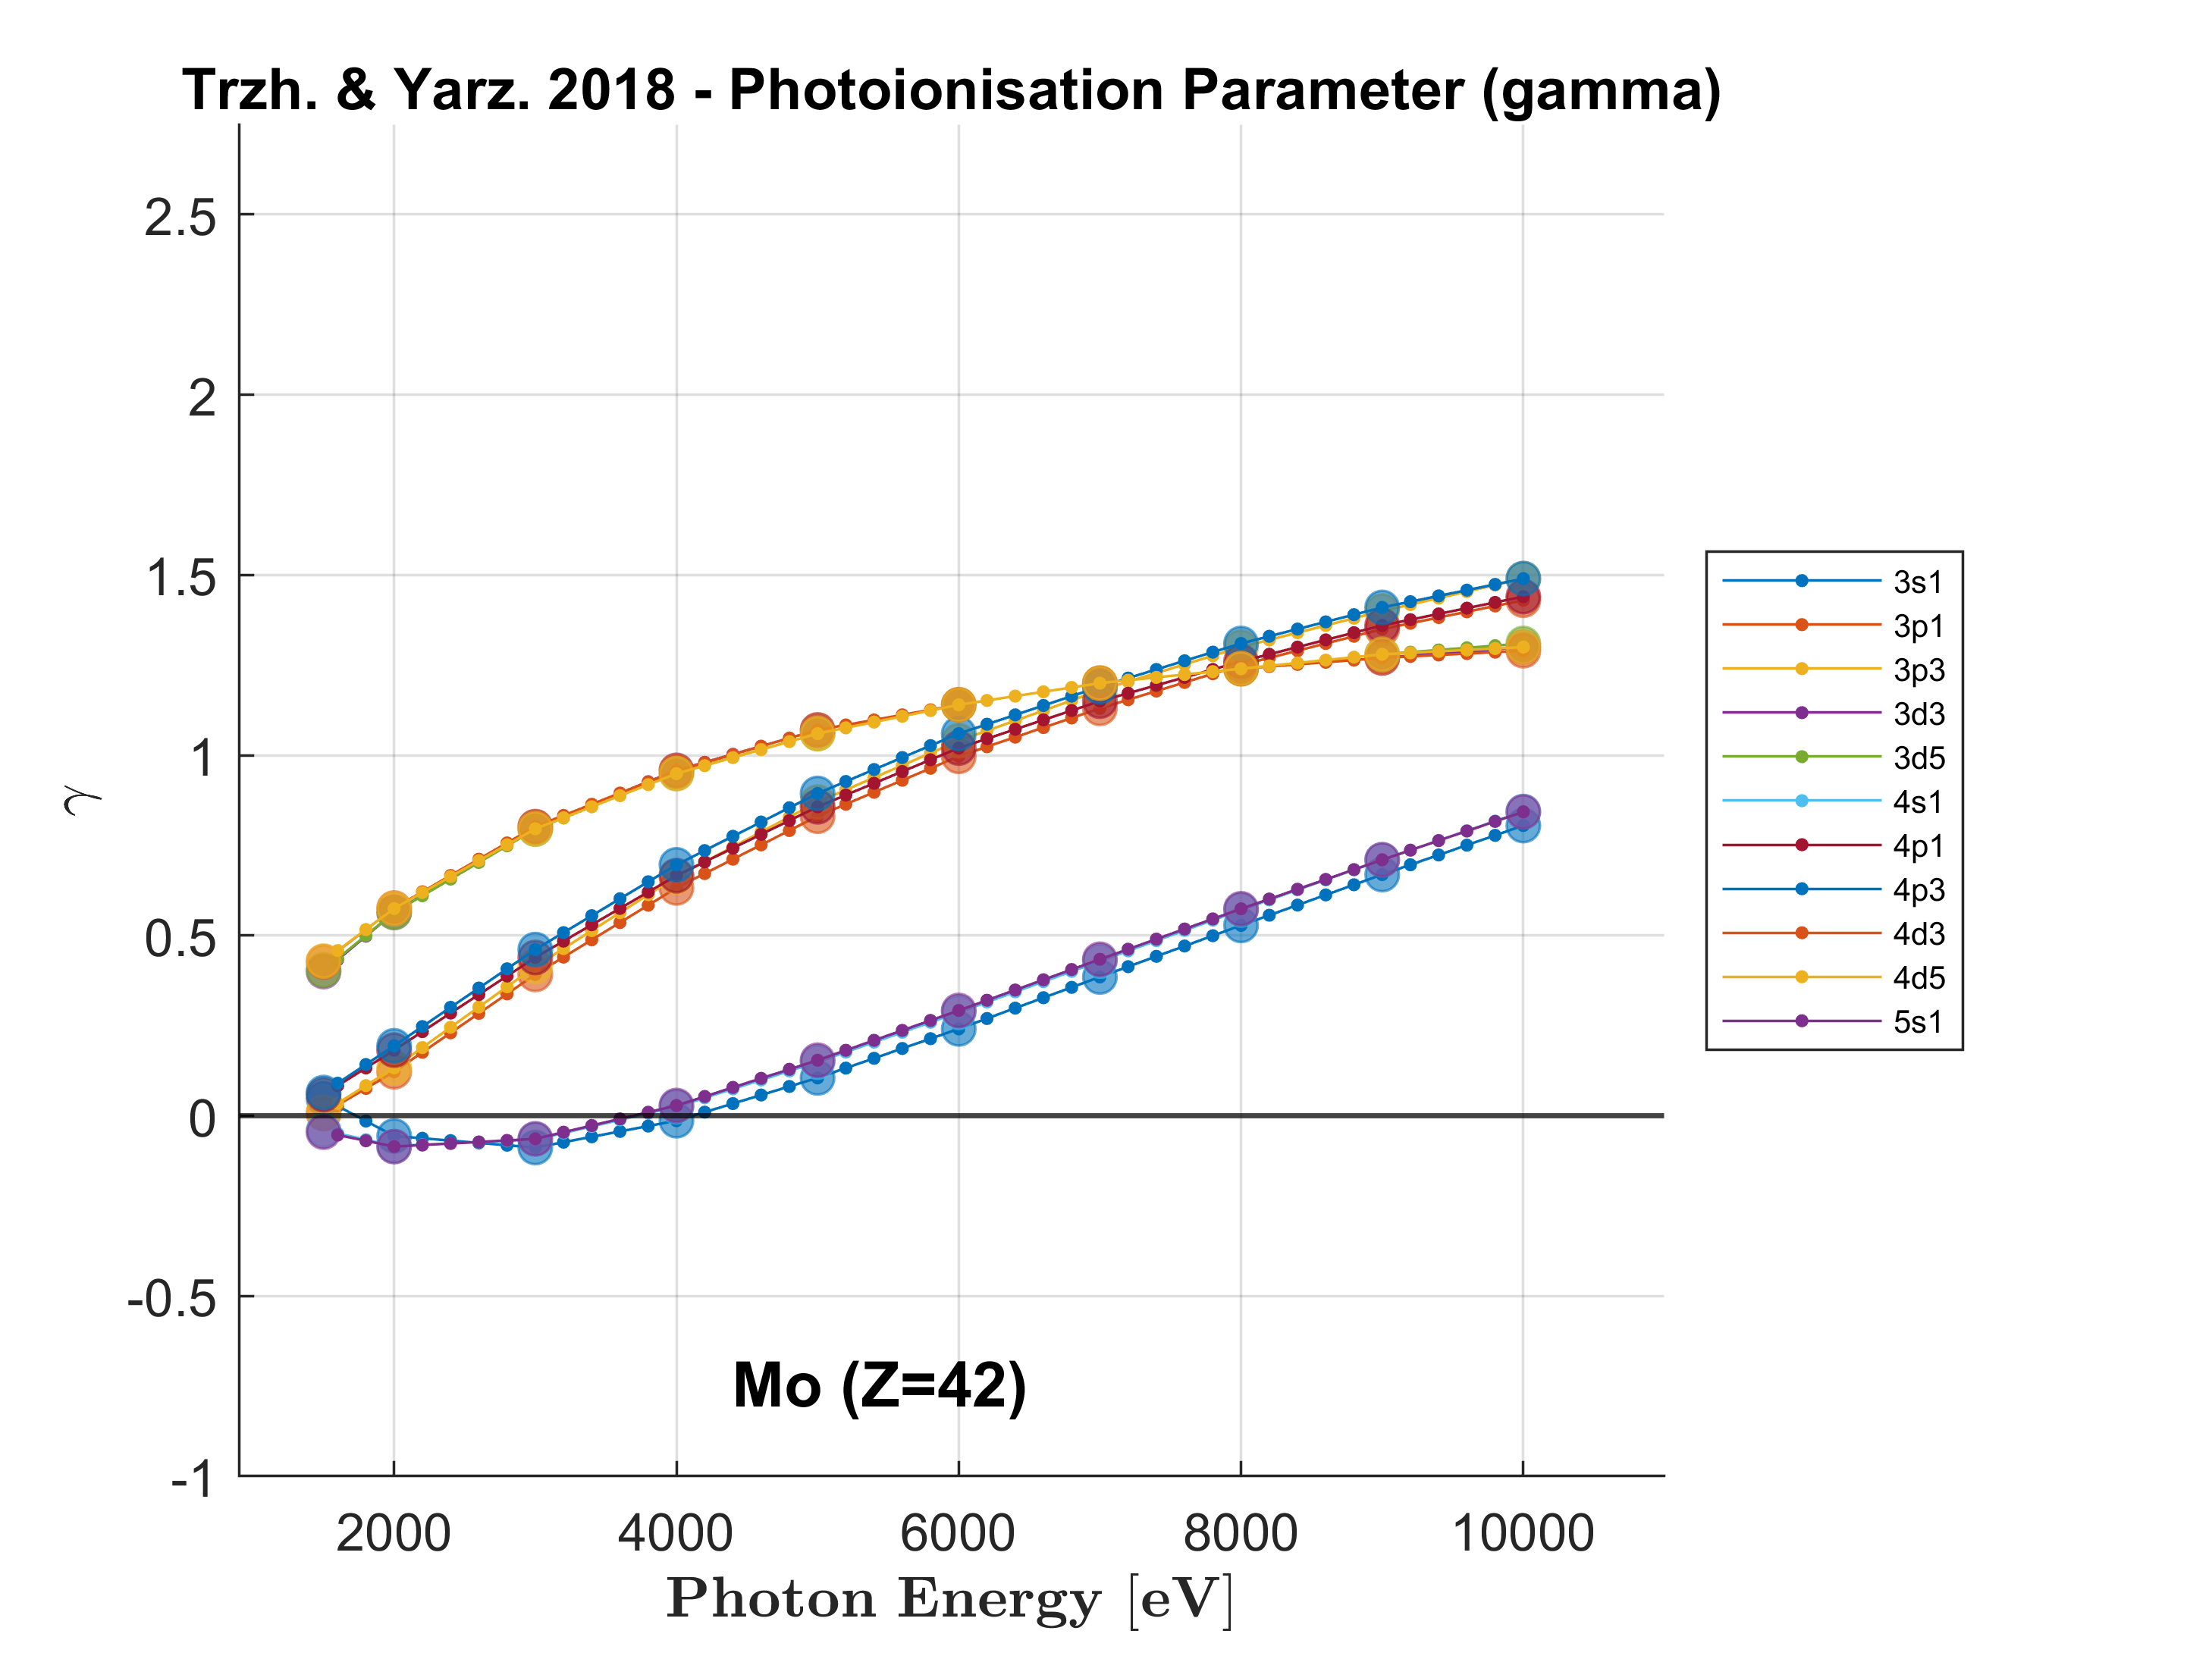 Trzh. & Yarz. 2018 - Photoionisation Parameter (gamma)
2.5
2
1.5
1
0.5
0
-0.5
-1
γ
2000 4000 6000 8000 10000
Photon Energy [eV]
Mo (Z=42)
3s1
3p1
3p3
3d3
3d5
4s1
4p1
4p3
4d3
4d5
5s1